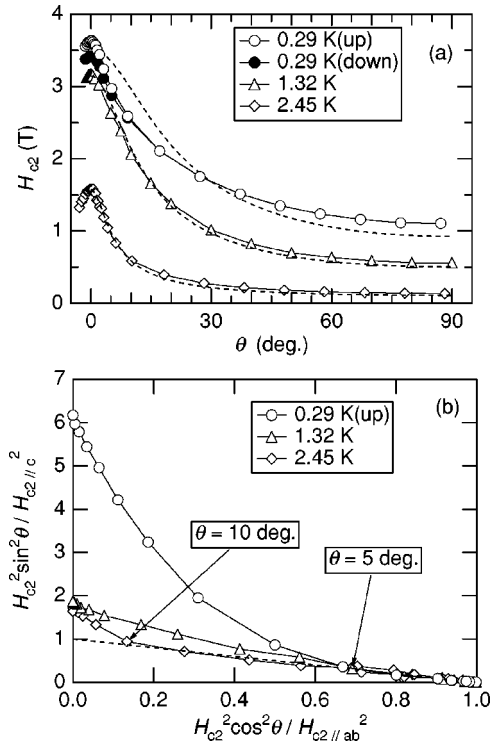 (a)
0.29 K(up)
0.29 K(down)
1.32 K
2.45 K
4
3
2
1
0
H_c2 (T)
0
30
60
90
θ (deg.)
(b)
0.29 K(up)
1.32 K
2.45 K
7
6
5
4
3
2
1
0
H_c2^2 sin^2θ / H_c2//c^2
θ = 10 deg.
θ = 5 deg.
0.0
0.2
0.4
0.6
0.8
1.0
H_c2^2 cos^2θ / H_c2//ab^2